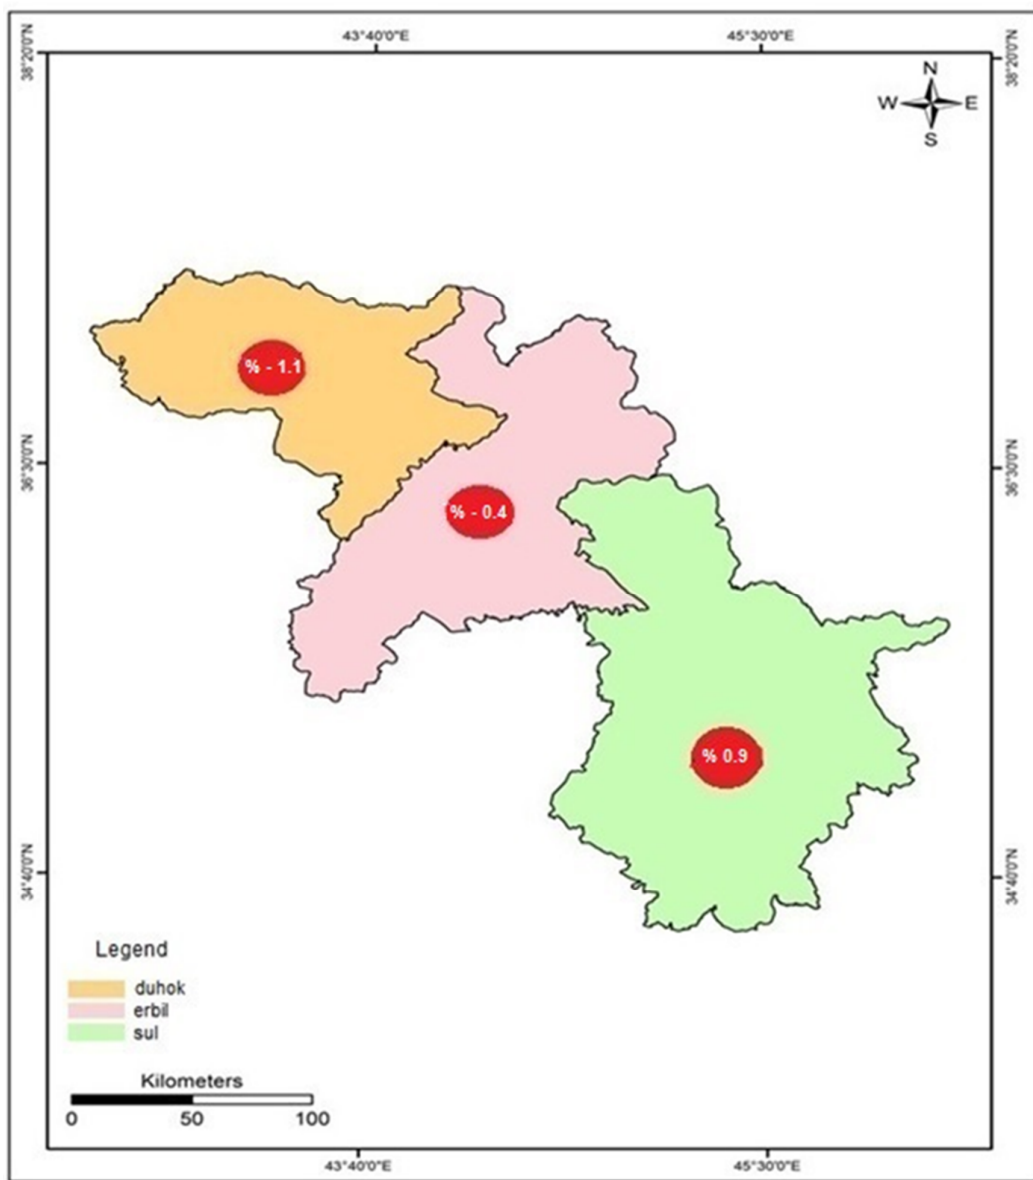 43°40'0"E 45°30'0"E
38°20'0"N 38°20'0"N
N
W E
S
% - 1.1
36°30'0"N 36°30'0"N
% - 0.4
% 0.9
34°40'0"N 34°40'0"N
Legend
duhok
erbil
sul
Kilometers
0 50 100
43°40'0"E 45°30'0"E